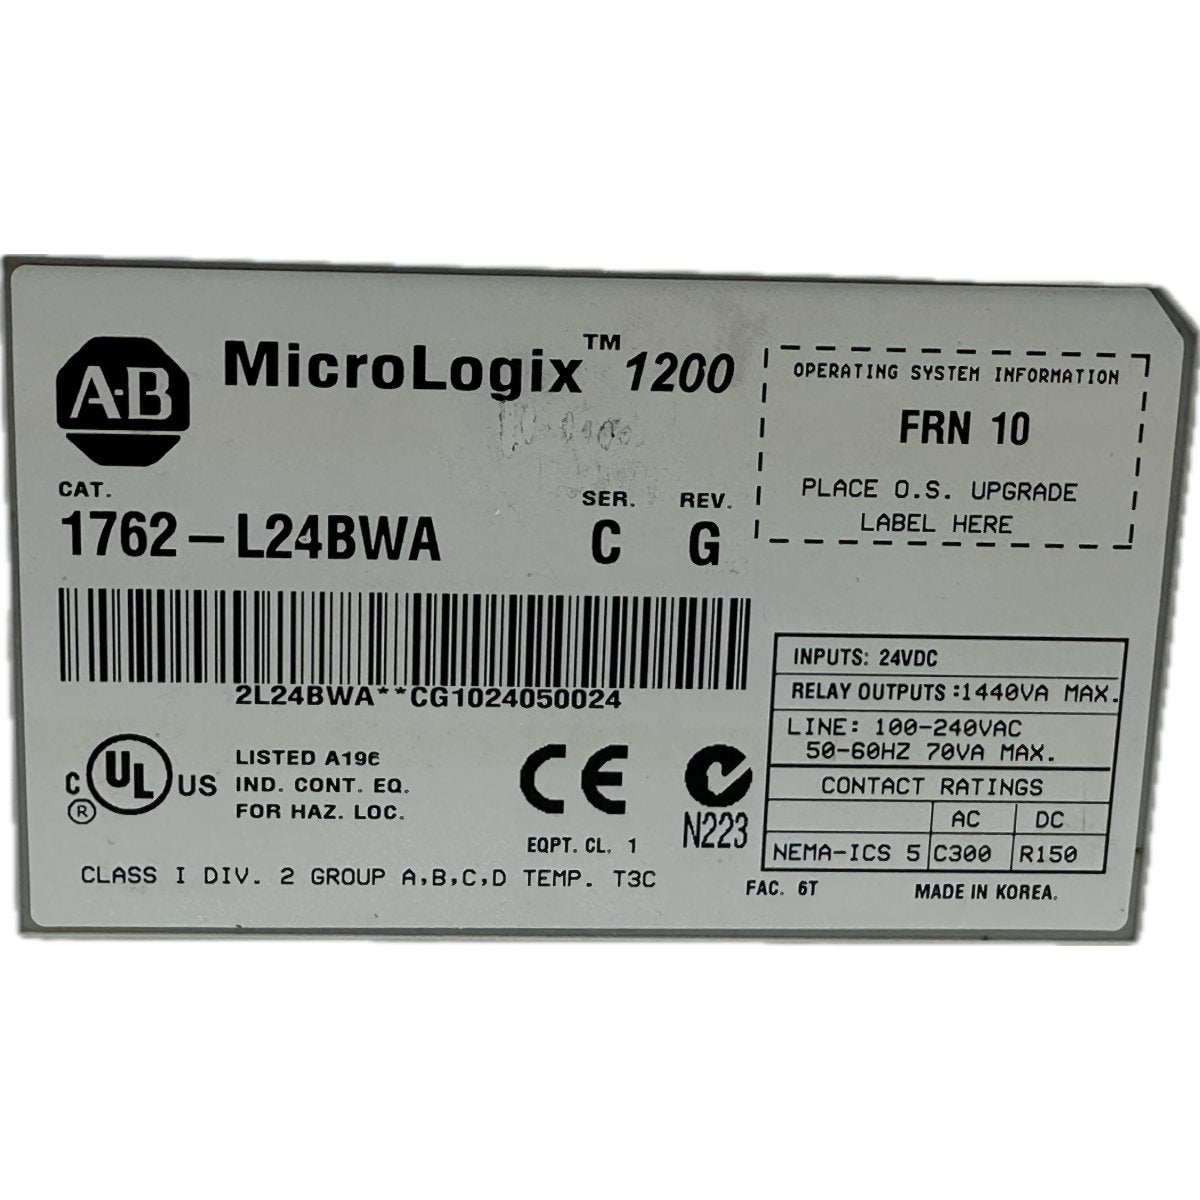 A-B
MicroLogix™ 1200
CAT.
1762-L24BWA
SER.
C
REV.
G
OPERATING SYSTEM INFORMATION
FRN 10
PLACE O.S. UPGRADE
LABEL HERE
2L24BWA**CG1024050024
C UL US
®
LISTED A196
IND. CONT. EQ.
FOR HAZ. LOC.
CE
EQPT. CL. 1
N223
CLASS I DIV. 2 GROUP A,B,C,D TEMP. T3C
INPUTS: 24VDC
RELAY OUTPUTS :1440VA MAX.
LINE: 100-240VAC
50-60HZ 70VA MAX.
CONTACT RATINGS
AC DC
NEMA-ICS 5 C300 R150
FAC. 6T
MADE IN KOREA.